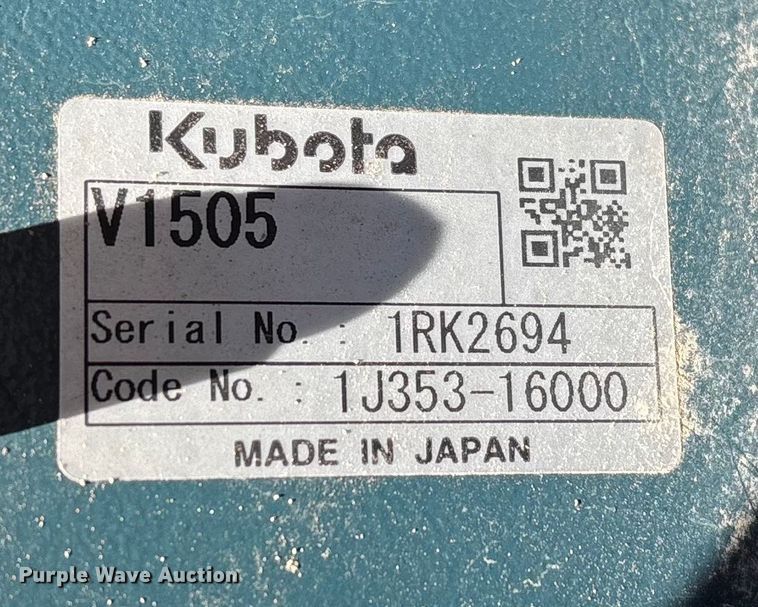 Kubota
V1505
Serial No. : 1RK2694
Code No. : 1J353-16000
MADE IN JAPAN
Purple Wave Auction